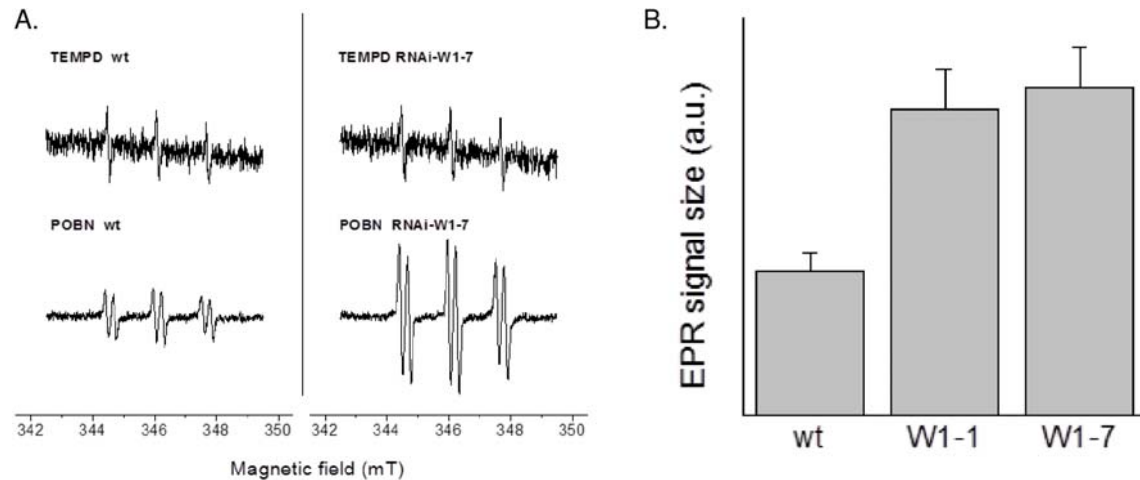 A.
TEMPD wt
TEMPD RNAi-W1-7
POBN wt
POBN RNAi-W1-7
342 344 346 348 350 342 344 346 348 350
Magnetic field (mT)
B.
EPR signal size (a.u.)
wt W1-1 W1-7